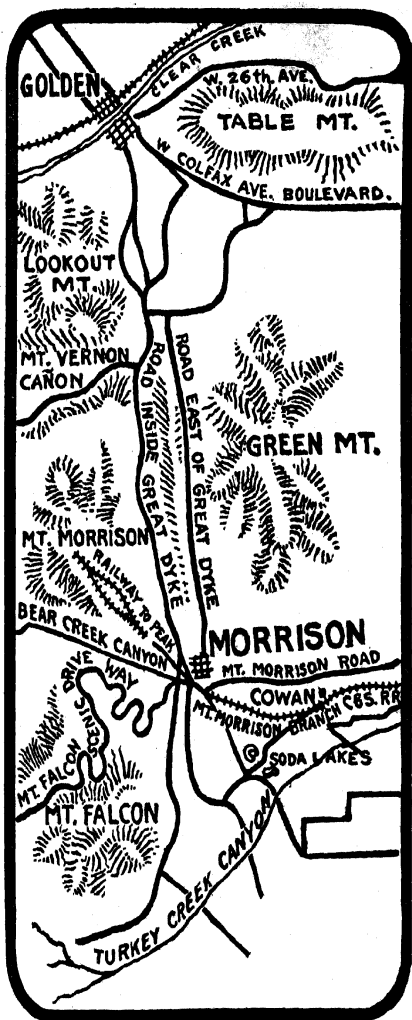 GOLDEN
CLEAR CREEK
W. 26th. AVE.
TABLE MT.
W COLFAX AVE. BOULEVARD.
LOOKOUT
MT.
MT. VERNON
CAÑON
ROAD INSIDE GREAT DYKE
ROAD EAST OF GREAT DYKE
GREEN MT.
MT. MORRISON
RAILWAY TO PEAK
BEAR CREEK CANYON
MORRISON
MT. MORRISON ROAD
COWAN
MT. MORRISON BRANCH C&S. RR
SODA LAKES
MT. FALCON SCENIC DRIVE WAY
MT. FALCON
TURKEY CREEK CANYON